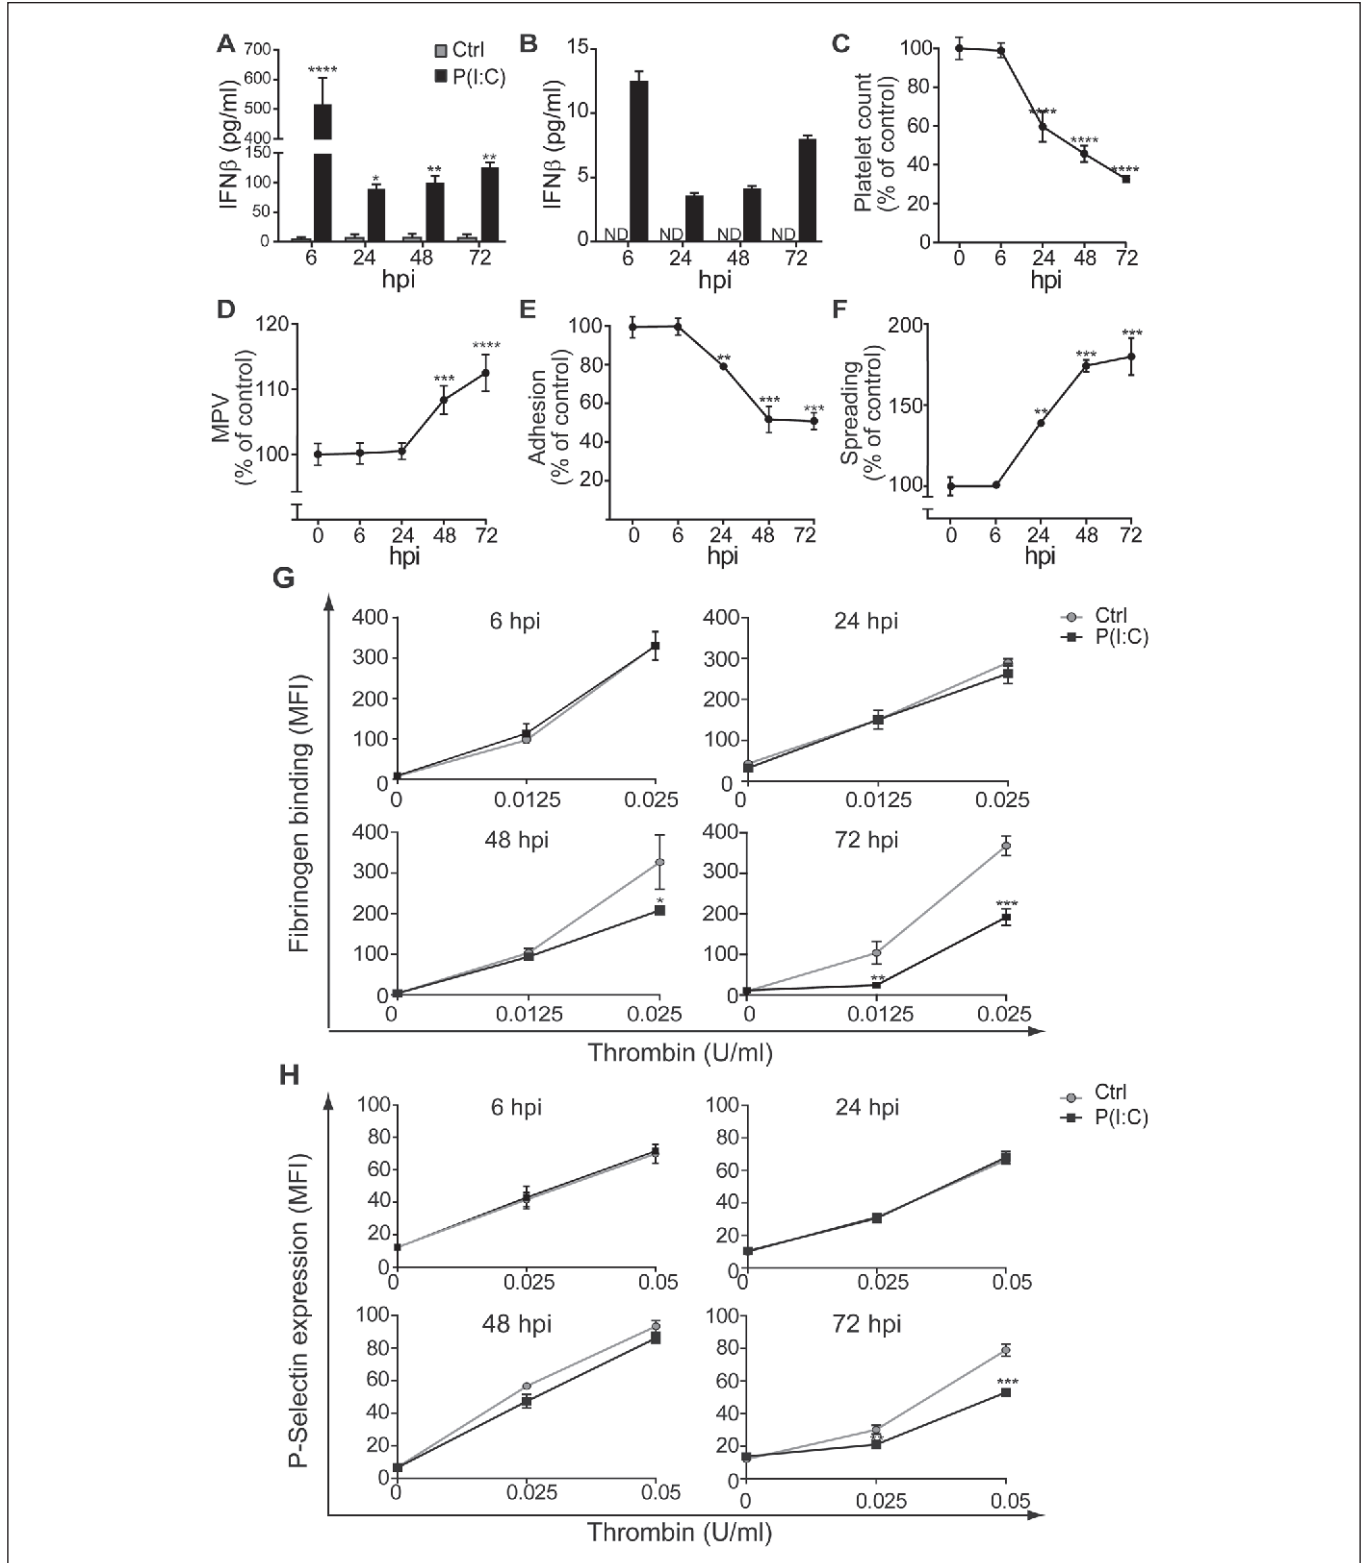 A
IFNβ (pg/ml)
700
600
500
400
150
100
50
0
****
*
**
**
6 24 48 72
hpi
Ctrl
P(I:C)
B
IFNβ (pg/ml)
15
10
5
0
ND ND ND ND
6 24 48 72
hpi
C
Platelet count
(% of control)
100
80
60
40
20
0
****
****
****
0 6 24 48 72
hpi
D
MPV
(% of control)
120
110
100
***
****
0 6 24 48 72
hpi
E
Adhesion
(% of control)
100
80
60
40
20
**
***
***
0 6 24 48 72
hpi
F
Spreading
(% of control)
200
150
100
**
***
***
0 6 24 48 72
hpi
G
Fibrinogen binding (MFI)
6 hpi
400
300
200
100
0
0 0.0125 0.025
24 hpi
400
300
200
100
0
0 0.0125 0.025
Ctrl
P(I:C)
48 hpi
400
300
200
100
0
*
0 0.0125 0.025
72 hpi
400
300
200
100
0
**
***
0 0.0125 0.025
Thrombin (U/ml)
H
P-Selectin expression (MFI)
6 hpi
100
80
60
40
20
0
0 0.025 0.05
24 hpi
100
80
60
40
20
0
0 0.025 0.05
Ctrl
P(I:C)
48 hpi
100
80
60
40
20
0
0 0.025 0.05
72 hpi
100
80
60
40
20
0
***
0 0.025 0.05
Thrombin (U/ml)